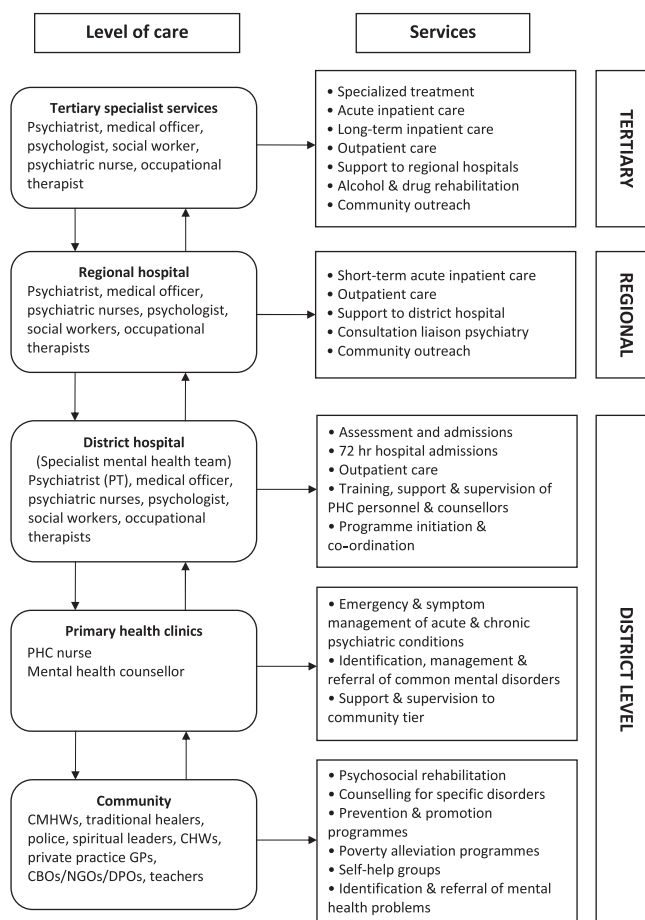 Level of care
Services
Tertiary specialist services
Psychiatrist, medical officer,
psychologist, social worker,
psychiatric nurse, occupational
therapist
• Specialized treatment
• Acute inpatient care
• Long-term inpatient care
• Outpatient care
• Support to regional hospitals
• Alcohol & drug rehabilitation
• Community outreach
TERTIARY
Regional hospital
Psychiatrist, medical officer,
psychiatric nurses, psychologist,
social workers, occupational
therapists
• Short-term acute inpatient care
• Outpatient care
• Support to district hospital
• Consultation liaison psychiatry
• Community outreach
REGIONAL
District hospital
(Specialist mental health team)
Psychiatrist (PT), medical officer,
psychiatric nurses, psychologist,
social workers, occupational
therapists
• Assessment and admissions
• 72 hr hospital admissions
• Outpatient care
• Training, support & supervision of
PHC personnel & counsellors
• Programme initiation &
co-ordination
Primary health clinics
PHC nurse
Mental health counsellor
• Emergency & symptom
management of acute & chronic
psychiatric conditions
• Identification, management &
referral of common mental disorders
• Support & supervision to
community tier
DISTRICT LEVEL
Community
CMHWs, traditional healers,
police, spiritual leaders, CHWs,
private practice GPs,
CBOs/NGOs/DPOs, teachers
• Psychosocial rehabilitation
• Counselling for specific disorders
• Prevention & promotion
programmes
• Poverty alleviation programmes
• Self-help groups
• Identification & referral of mental
health problems